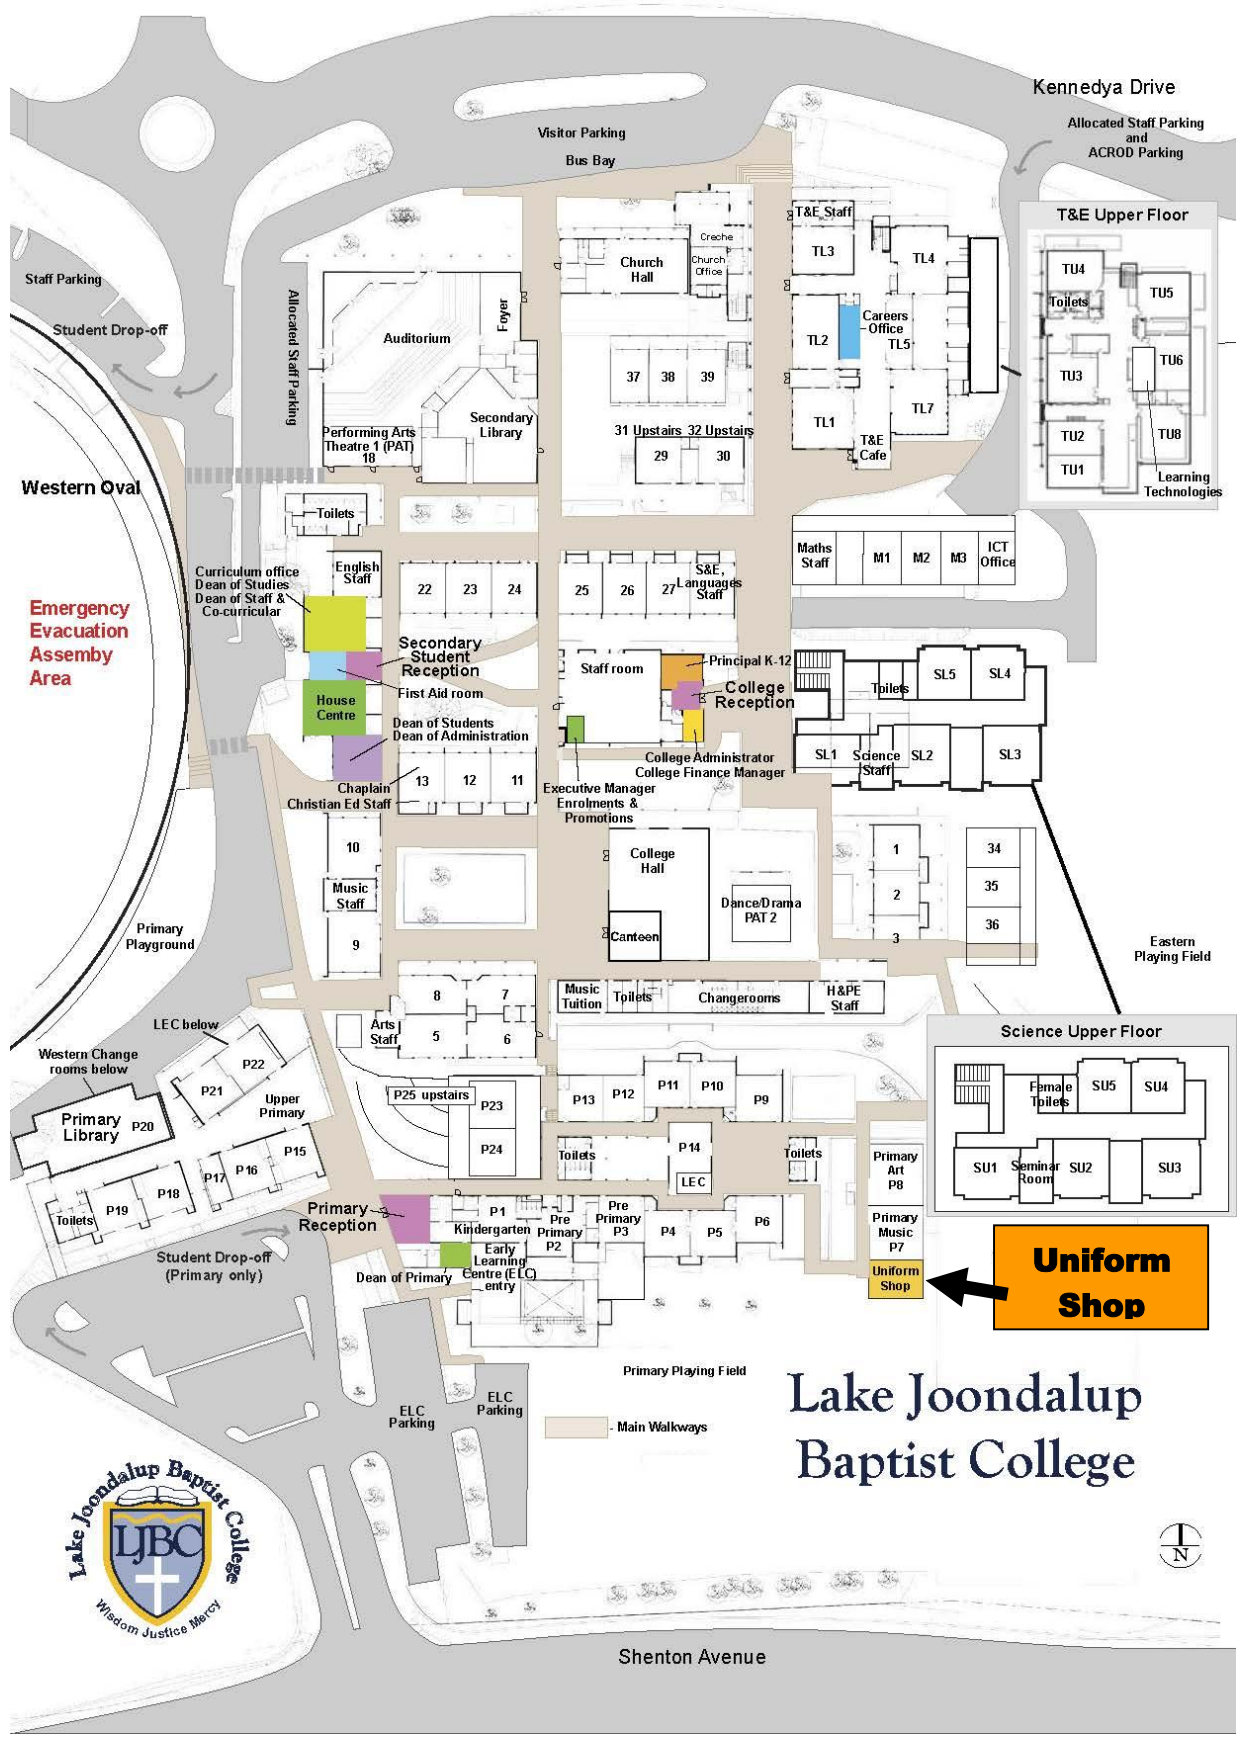 Kennedya Drive
Allocated Staff Parking
and
ACROD Parking
Visitor Parking
Bus Bay
T&E Upper Floor
TU4
Toilets
TU5
TU6
TU3
TU2
TU8
TU1
Learning
Technologies
T&E Staff
TL3
TL4
Careers
Office
TL2
TL5
TL1
TL7
T&E
Cafe
Creche
Church
Office
Church
Hall
37
38
39
31 Upstairs
32 Upstairs
29
30
Staff Parking
Student Drop-off
Allocated Staff Parking
Auditorium
Foyer
Secondary
Library
Performing Arts
Theatre 1 (PAT)
18
Western Oval
Toilets
Emergency
Evacuation
Assemby
Area
Curriculum office
Dean of Studies
Dean of Staff &
Co-curricular
English
Staff
22
23
24
25
26
27
S&E,
Languages
Staff
Maths
Staff
M1
M2
M3
ICT
Office
Secondary
Student
Reception
First Aid room
House
Centre
Dean of Students
Dean of Administration
Staff room
Principal K-12
College
Reception
College Administrator
College Finance Manager
Executive Manager
Enrolments &
Promotions
Toilets
SL5
SL4
SL1
Science
Staff
SL2
SL3
Chaplain
Christian Ed Staff
13
12
11
10
Music
Staff
9
College
Hall
Canteen
Dance/Drama
PAT 2
1
2
3
34
35
36
Primary
Playground
Eastern
Playing Field
8
7
5
6
Arts
Staff
Music
Tuition
Toilets
Changerooms
H&PE
Staff
LEC below
Western Change
rooms below
Primary
Library
P20
P21
P22
Upper
Primary
P15
P16
P17
P18
P19
Toilets
P25 upstairs
P23
P24
P13
P12
P11
P10
P9
Toilets
P14
LEC
Toilets
Primary
Art
P8
Primary
Music
P7
Uniform
Shop
Science Upper Floor
Female
Toilets
SU5
SU4
SU1
Seminar
Room
SU2
SU3
Primary
Reception
P1
Kindergarten
Pre
Primary
P2
Pre
Primary
P3
P4
P5
P6
Early
Learning
Centre (ELC)
entry
Dean of Primary
Student Drop-off
(Primary only)
Uniform
Shop
Primary Playing Field
ELC
Parking
ELC
Parking
- Main Walkways
Lake Joondalup
Baptist College
Lake Joondalup Baptist College
LJBC
Wisdom Justice Mercy
N
Shenton Avenue